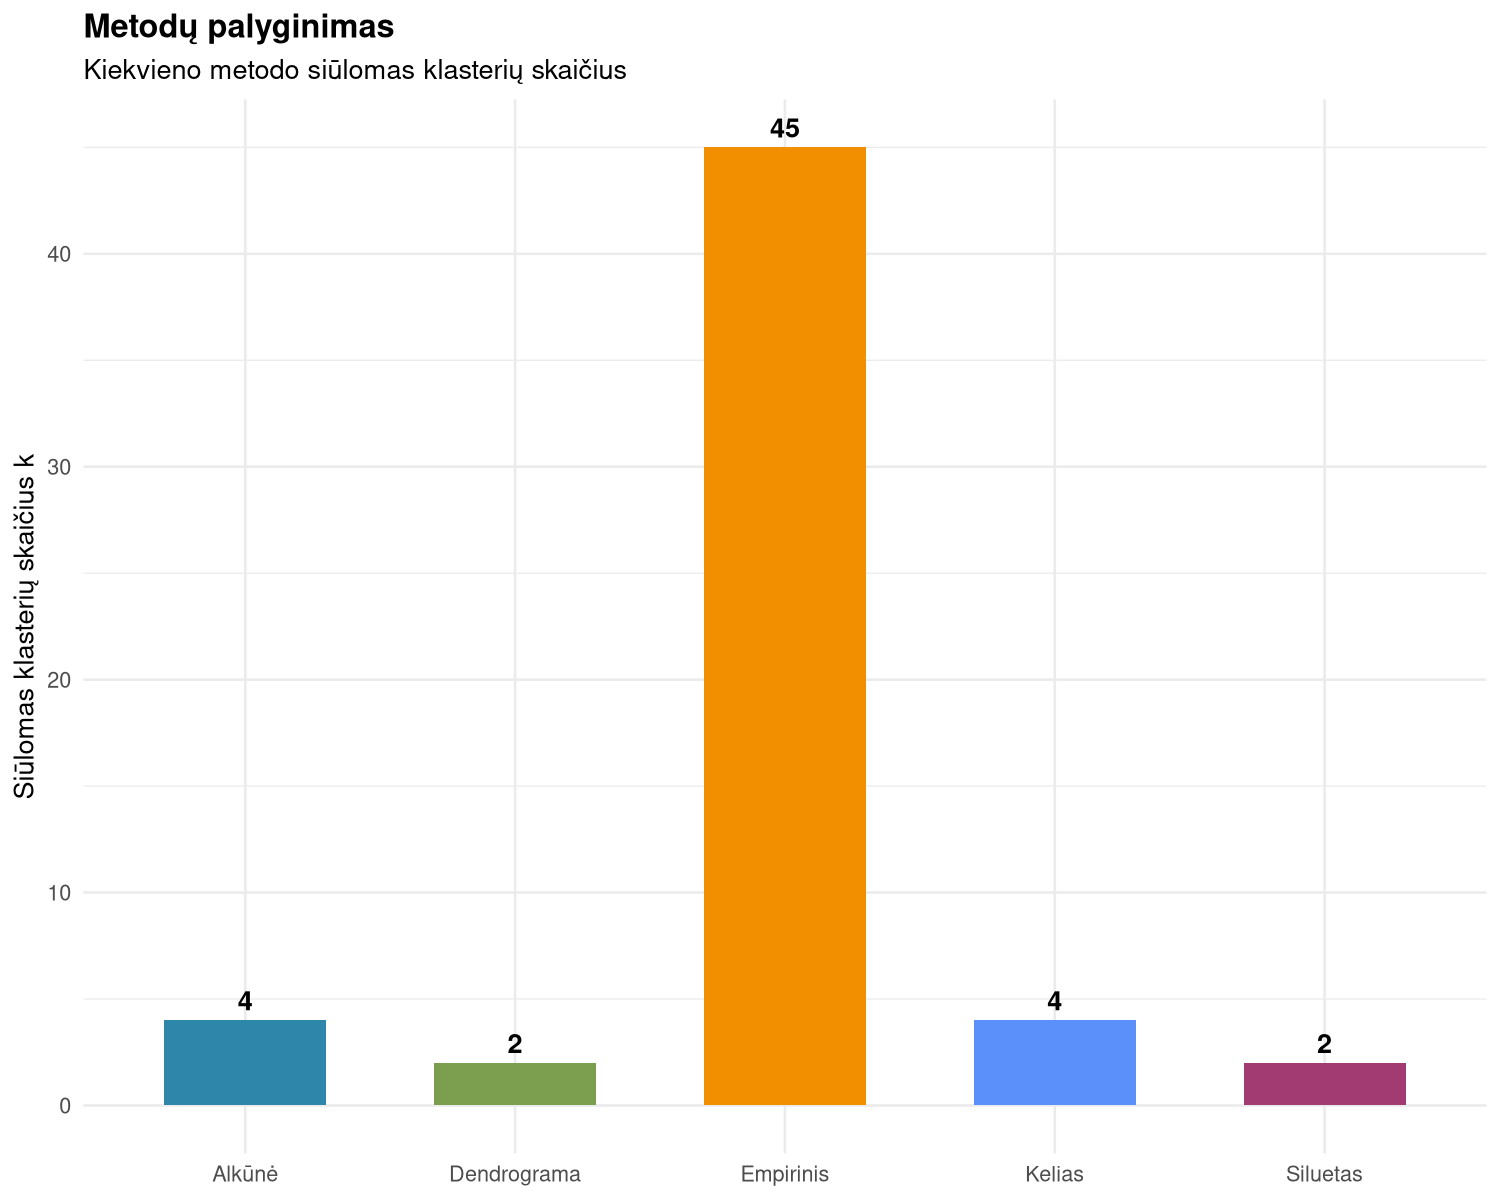 Metodų palyginimas
Kiekvieno metodo siūlomas klasterių skaičius
Siūlomas klasterių skaičius k
45
40
30
20
10
0
4
2
4
2
Alkūnė
Dendrograma
Empirinis
Kelias
Siluetas